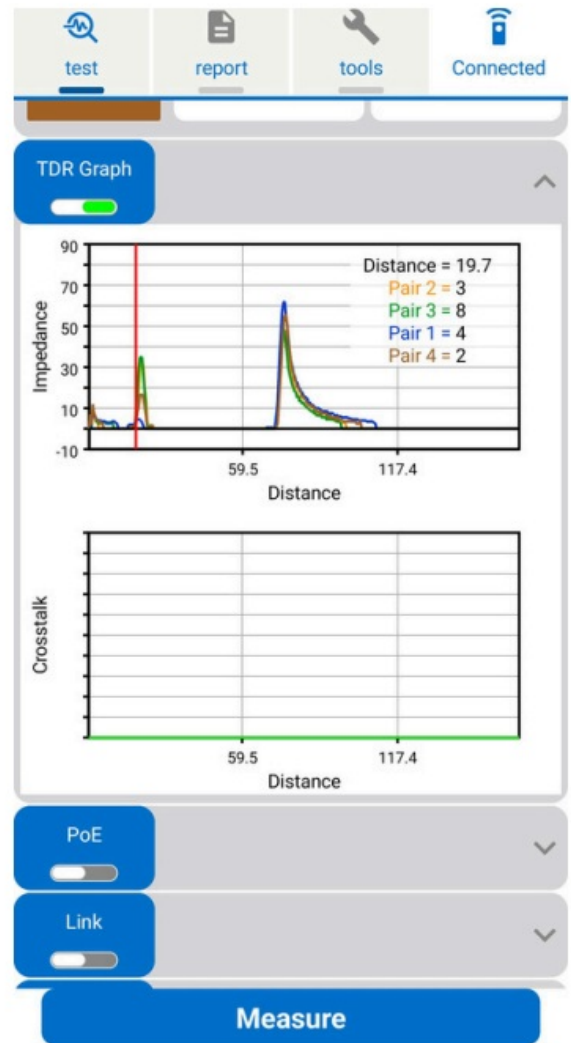 test report tools Connected
TDR Graph
90
70
50
30
10
-10
Impedance
Distance = 19.7
Pair 2 = 3
Pair 3 = 8
Pair 1 = 4
Pair 4 = 2
59.5 117.4
Distance
Crosstalk
59.5 117.4
Distance
PoE
Link
Measure